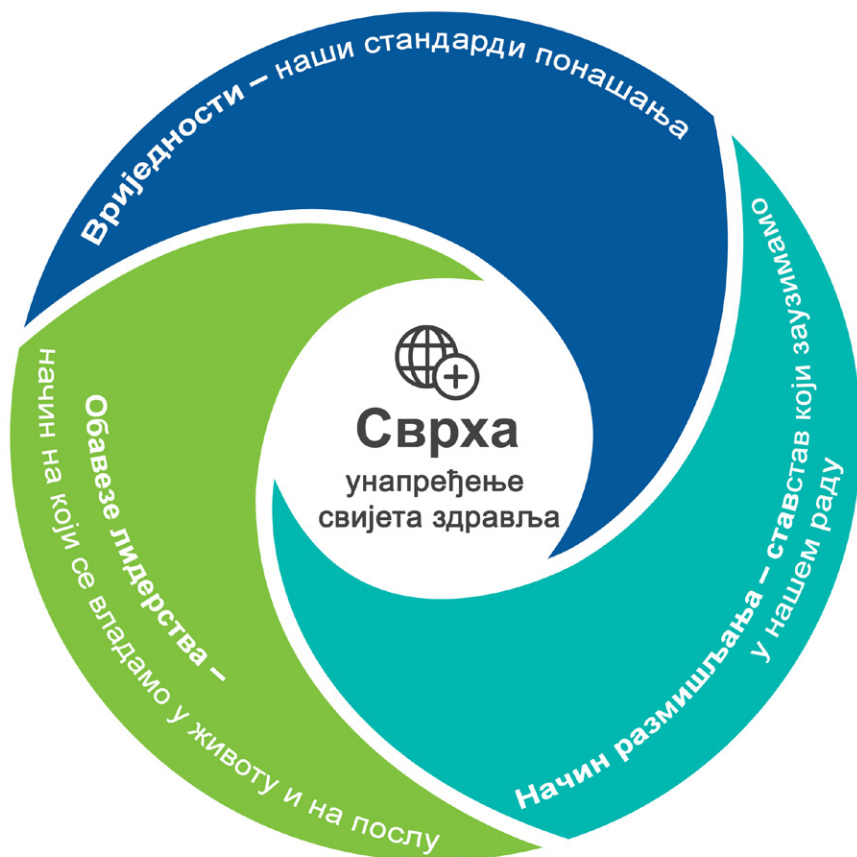 Вриједности – наши стандарди понашања
Начин размишљања – ставстав који заузимамо
у нашем раду
Обавезе лидерства –
начин на који се владамо у животу и на послу
Сврха
унапређење
свијета здравља